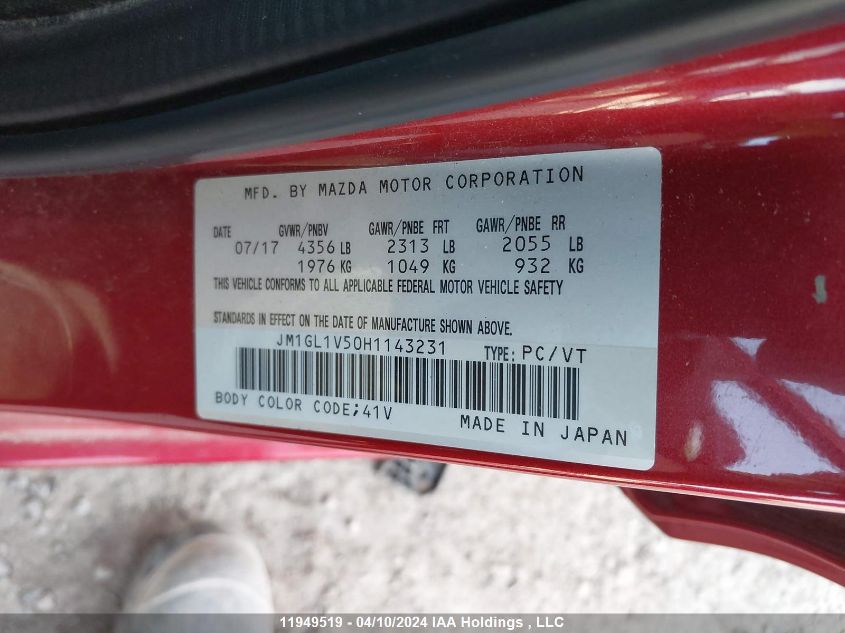 MFD. BY MAZDA MOTOR CORPORATION
DATE GVWR/PNBV GAWR/PNBE FRT GAWR/PNBE RR
07/17 4356 LB 2313 LB 2055 LB
1976 KG 1049 KG 932 KG
THIS VEHICLE CONFORMS TO ALL APPLICABLE FEDERAL MOTOR VEHICLE SAFETY
STANDARDS IN EFFECT ON THE DATE OF MANUFACTURE SHOWN ABOVE.
JM1GL1V50H1143231 TYPE: PC/VT
BODY COLOR CODE;41V
MADE IN JAPAN
11949519 - 04/10/2024 IAA Holdings , LLC